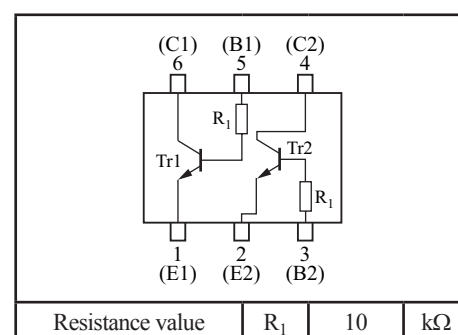 (C1) (B1) (C2)
6 5 4
R1
Tr1 Tr2
R1
1 2 3
(E1) (E2) (B2)
Resistance value R1 10 kΩ